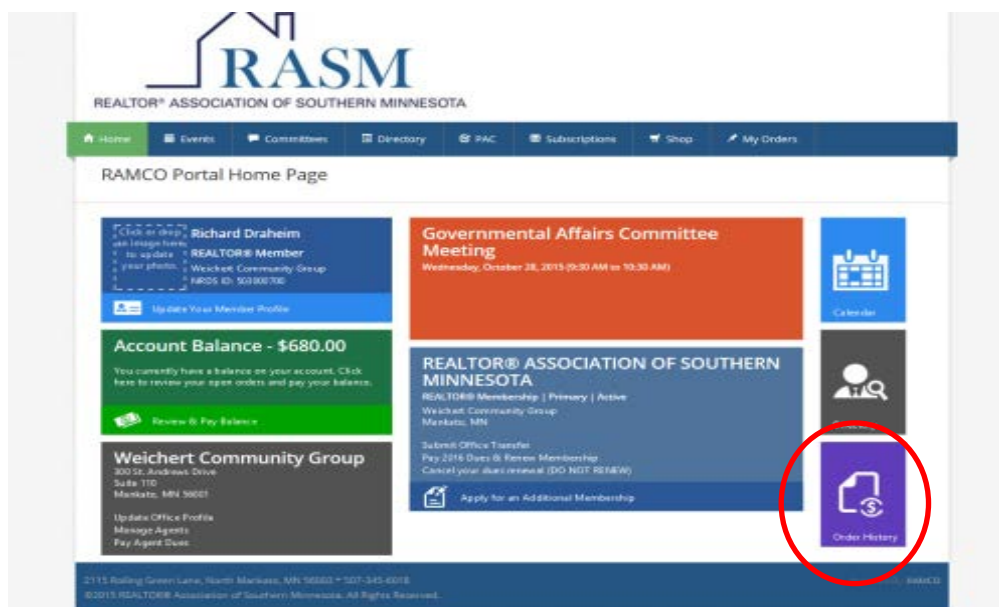 RASM
REALTOR® ASSOCIATION OF SOUTHERN MINNESOTA
Home Events Committees Directory PAC Subscriptions Shop My Orders
RAMCO Portal Home Page
Click or drop
an image here
to update
your photo.
Richard Draheim
REALTOR® Member
Weichert Community Group
NRDS ID:
Update Your Member Profile
Account Balance - $680.00
You currently have a balance on your account. Click
here to review your open orders and pay your balance.
Review & Pay Balance
Weichert Community Group
300 St. Andrews Drive
Suite 110
Mankato, MN 56001
Update Office Profile
Manage Agents
Pay Agent Dues
Governmental Affairs Committee
Meeting
Wednesday, October 28, 2015 (9:30 AM to 10:30 AM)
REALTOR® ASSOCIATION OF SOUTHERN
MINNESOTA
REALTOR® Membership | Primary | Active
Weichert Community Group
Mankato, MN
Submit Office Transfer
Pay 2016 Dues & Renew Membership
Cancel your dues renewal (DO NOT RENEW)
Apply for an Additional Membership
Calendar
Order History
2115 Rolling Green Lane, North Mankato, MN 56003 * 507-345-6018
©2015 REALTOR® Association of Southern Minnesota. All Rights Reserved.
RAMCO